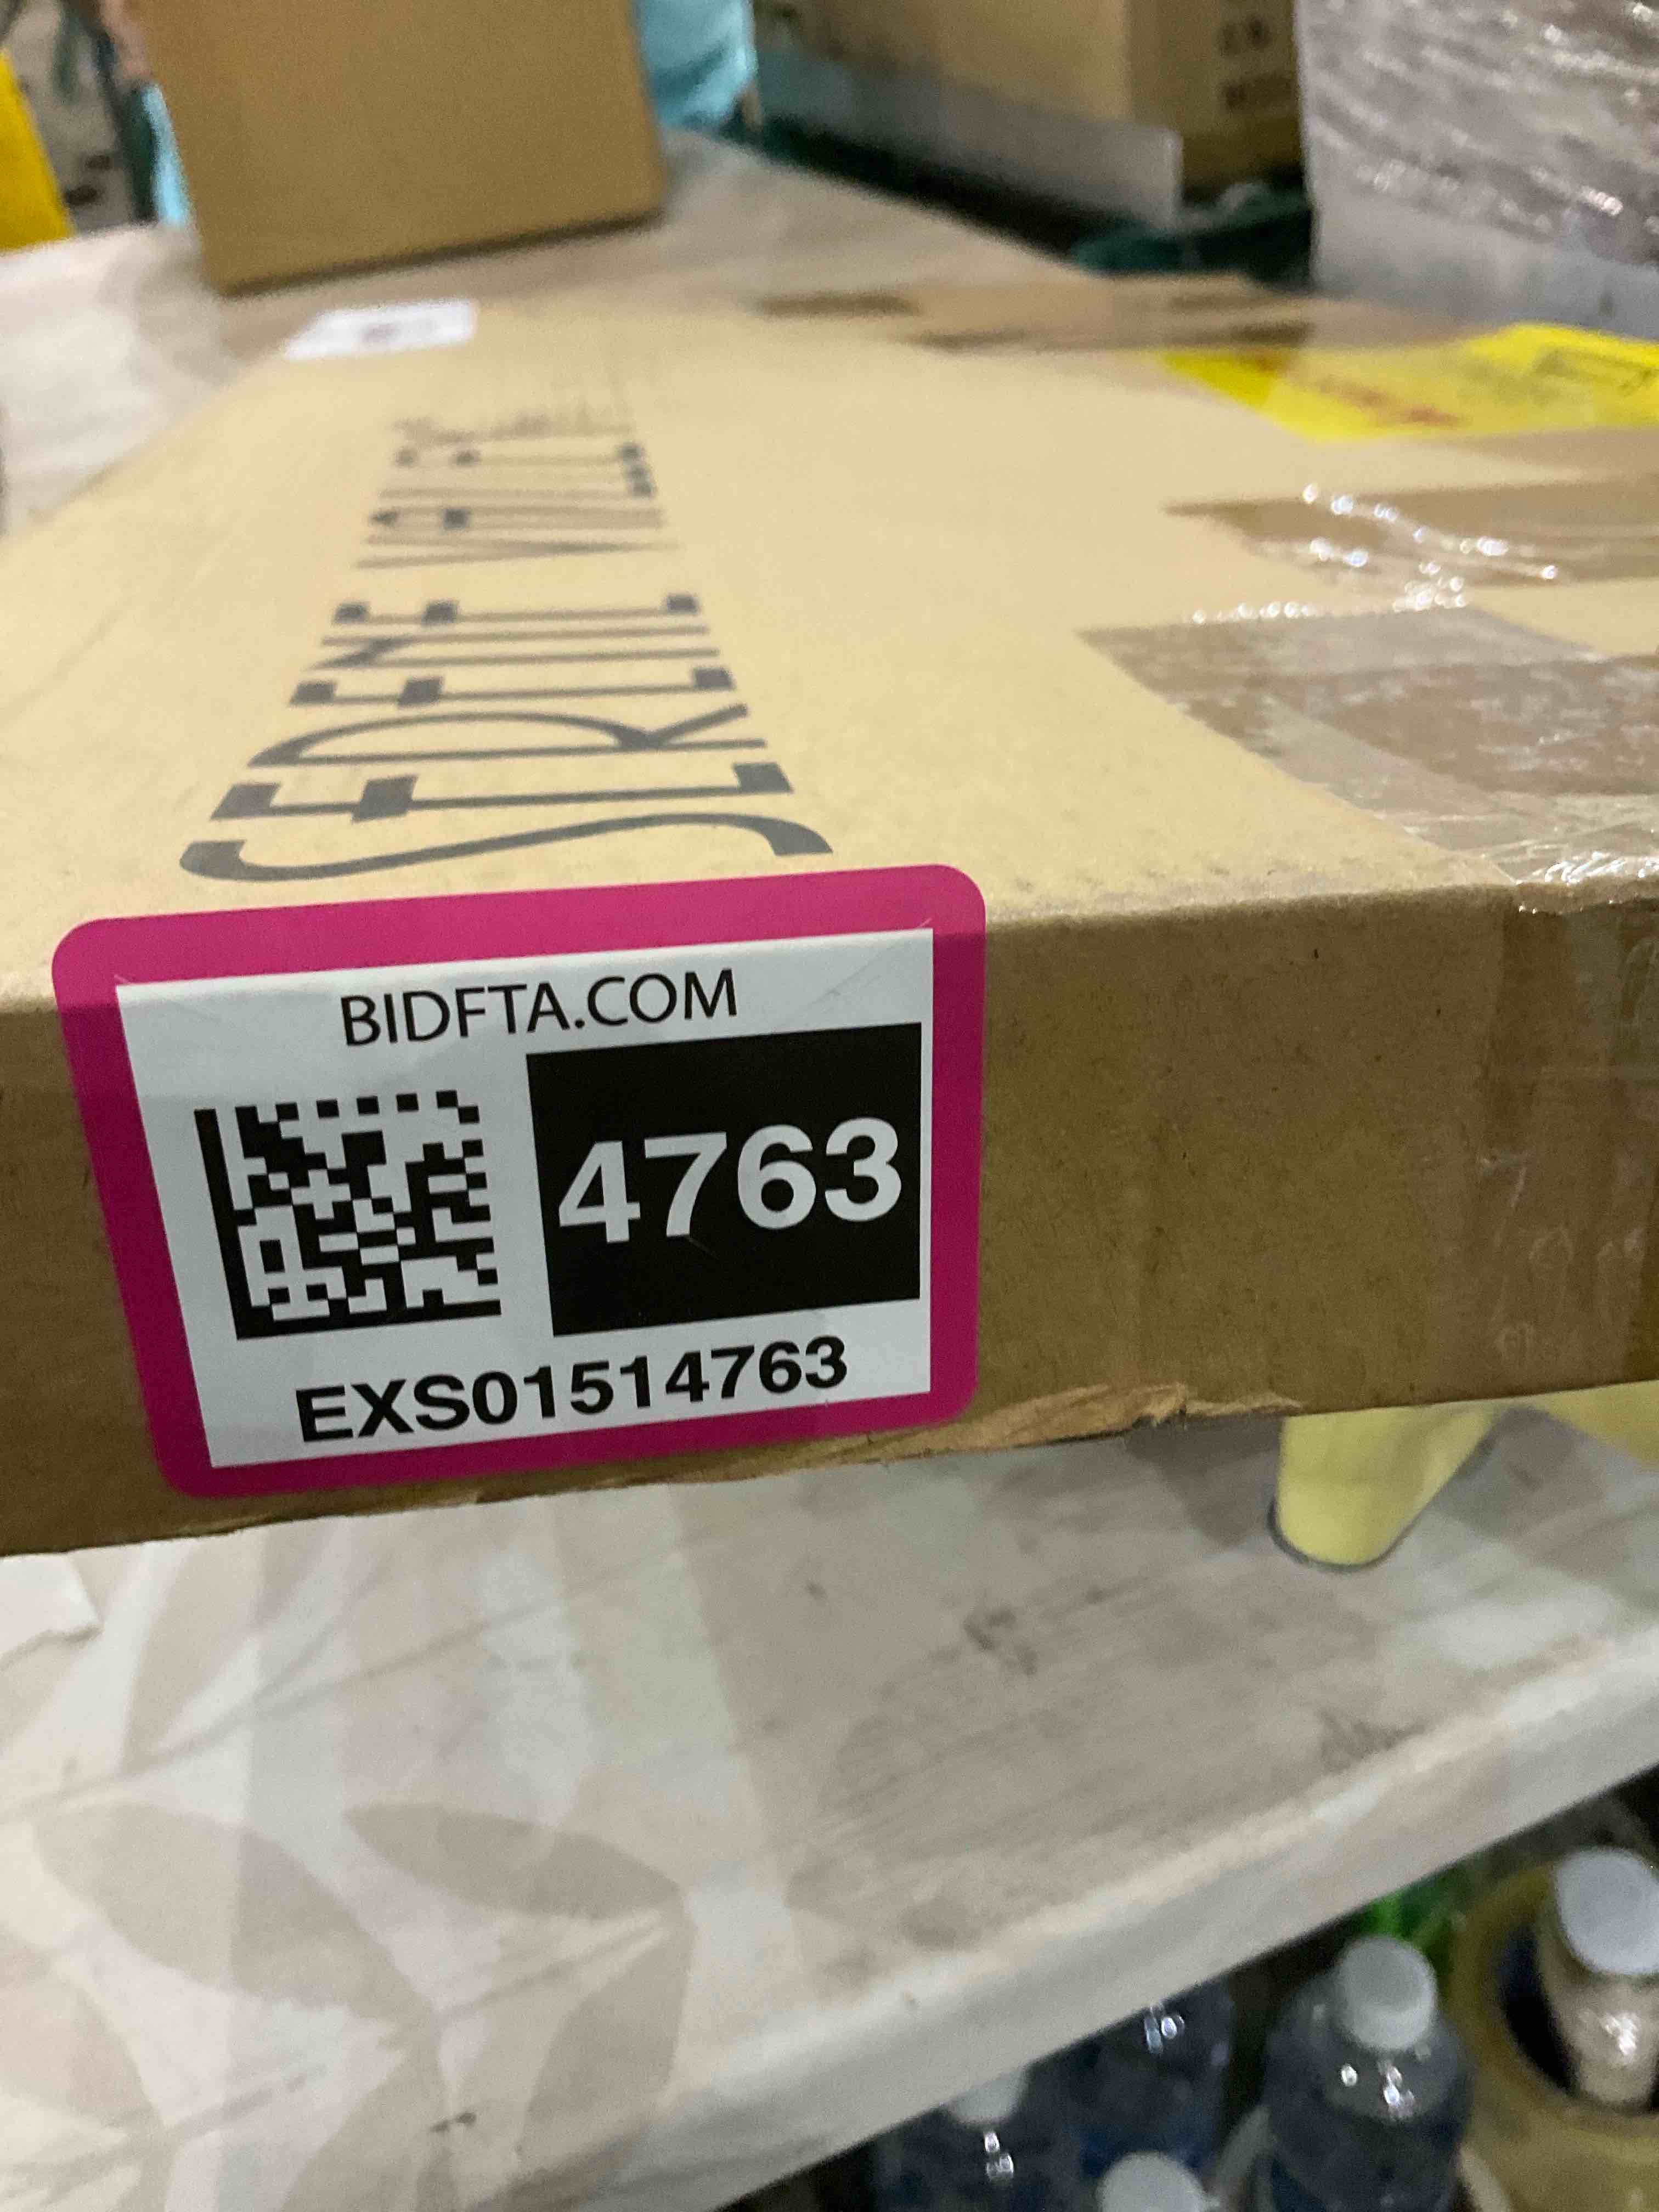 SERENE VALLEY
BIDFTA.COM
4763
EXS01514763